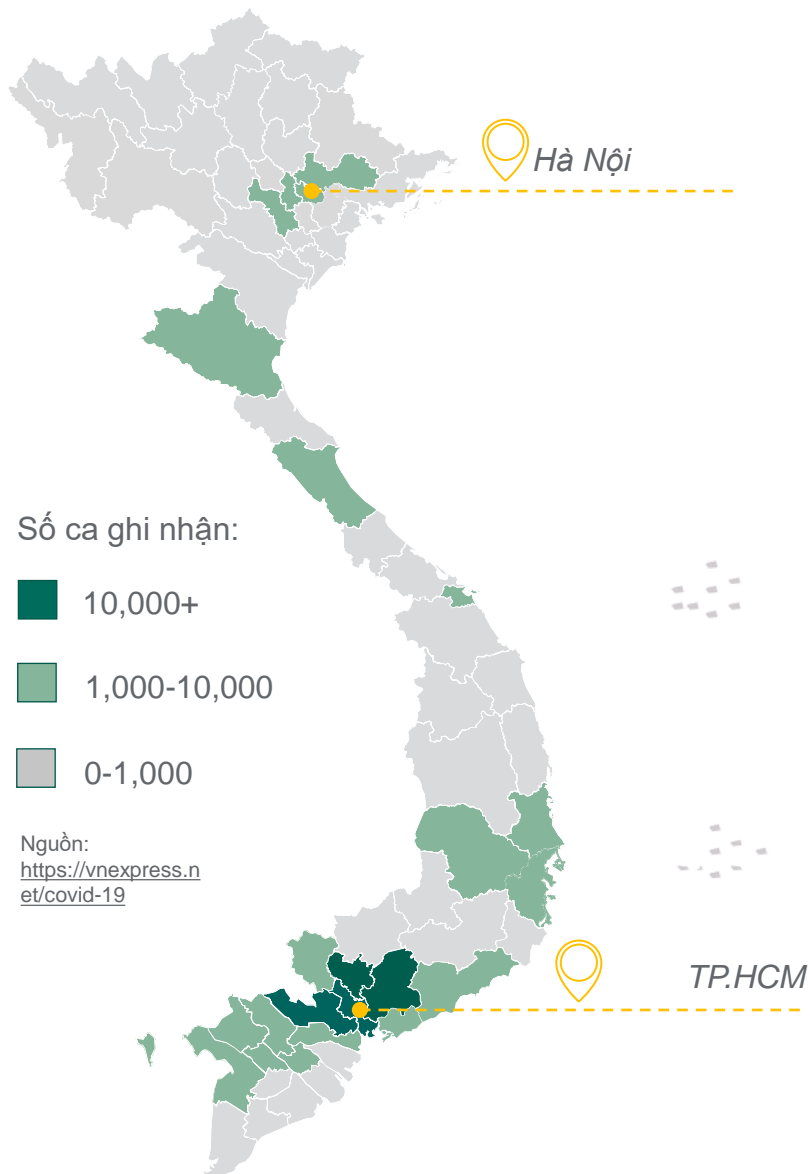 Hà Nội
Số ca ghi nhận:
10,000+
1,000-10,000
0-1,000
Nguồn:
https://vnexpress.n
et/covid-19
TP.HCM